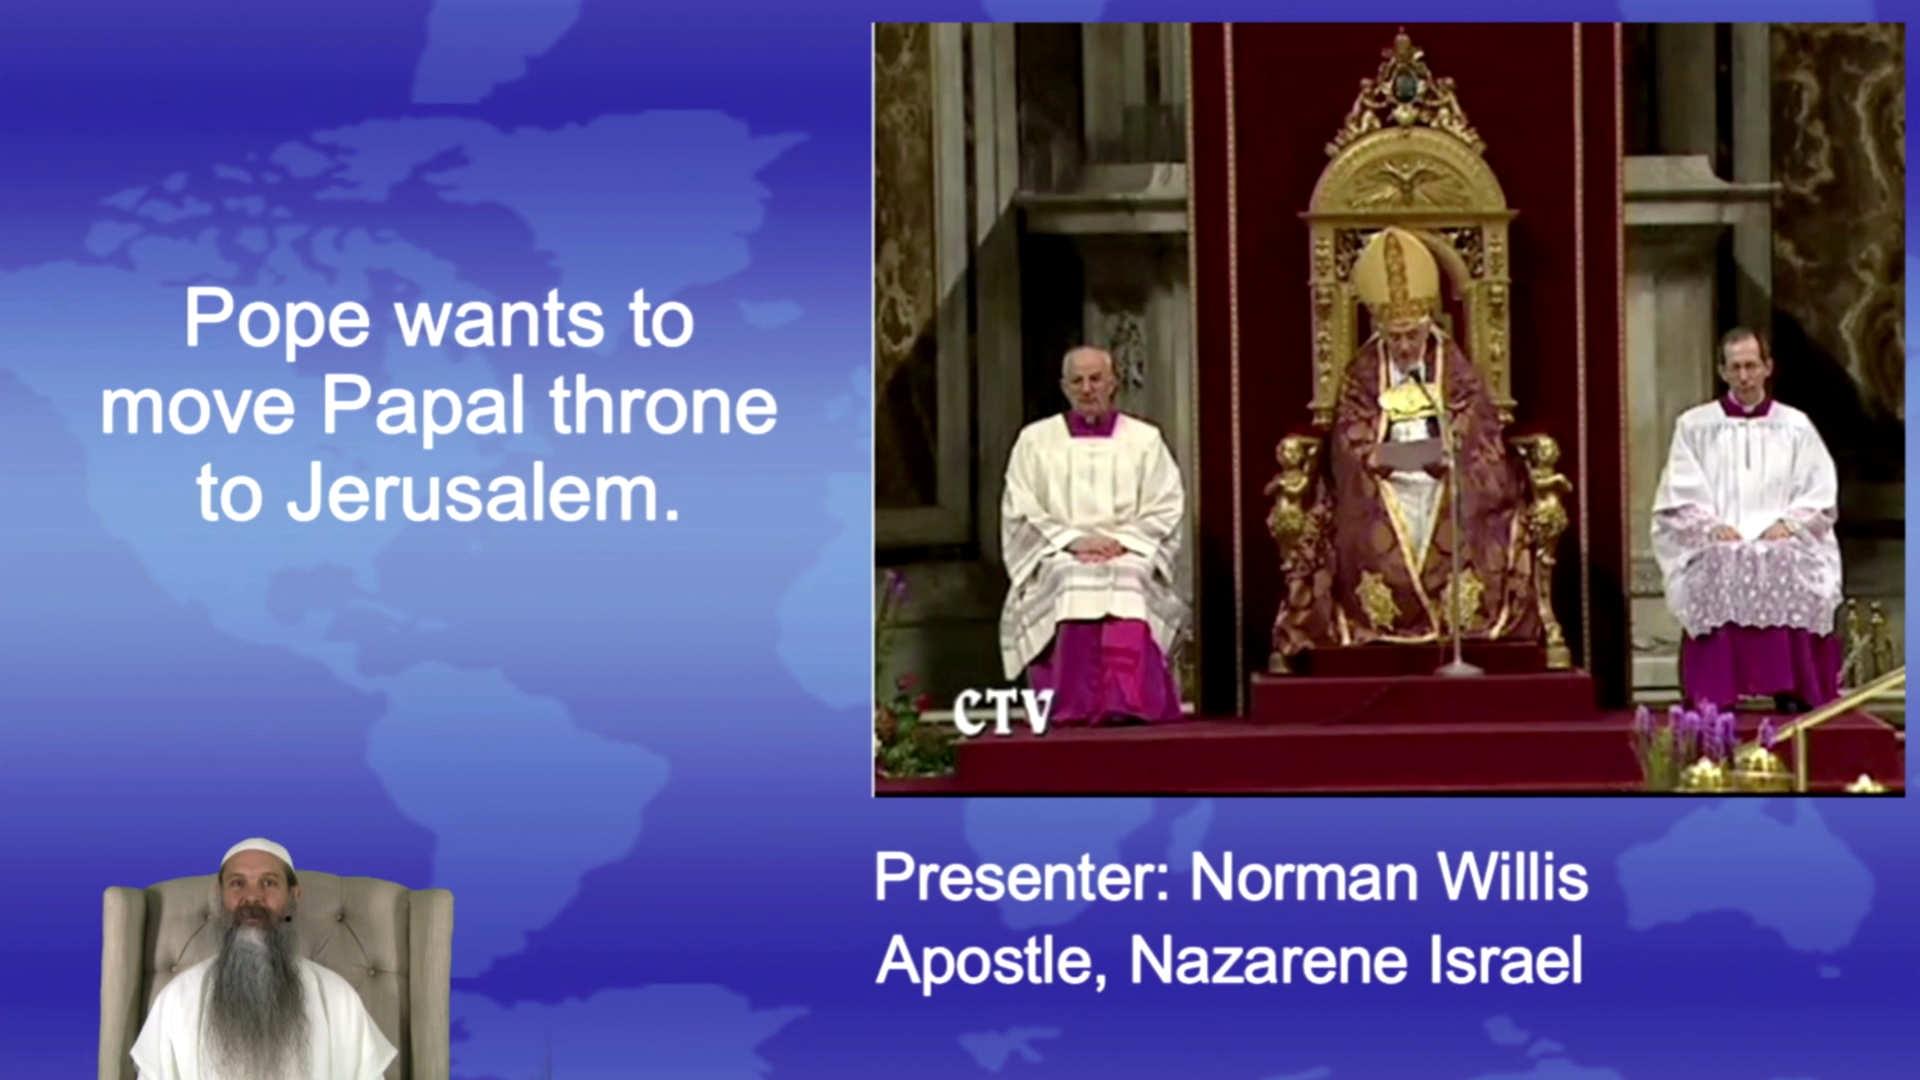 Pope wants to
move Papal throne
to Jerusalem.
CTV
Presenter: Norman Willis
Apostle, Nazarene Israel